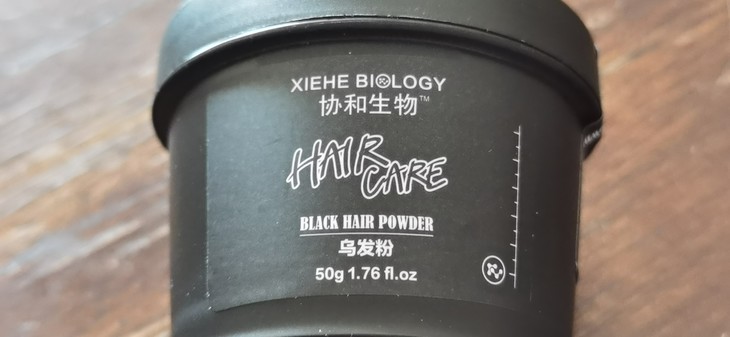 XIEHE BIOLOGY
协和生物™
HAIR
CARE
BLACK HAIR POWDER
乌发粉
50g 1.76 fl.oz